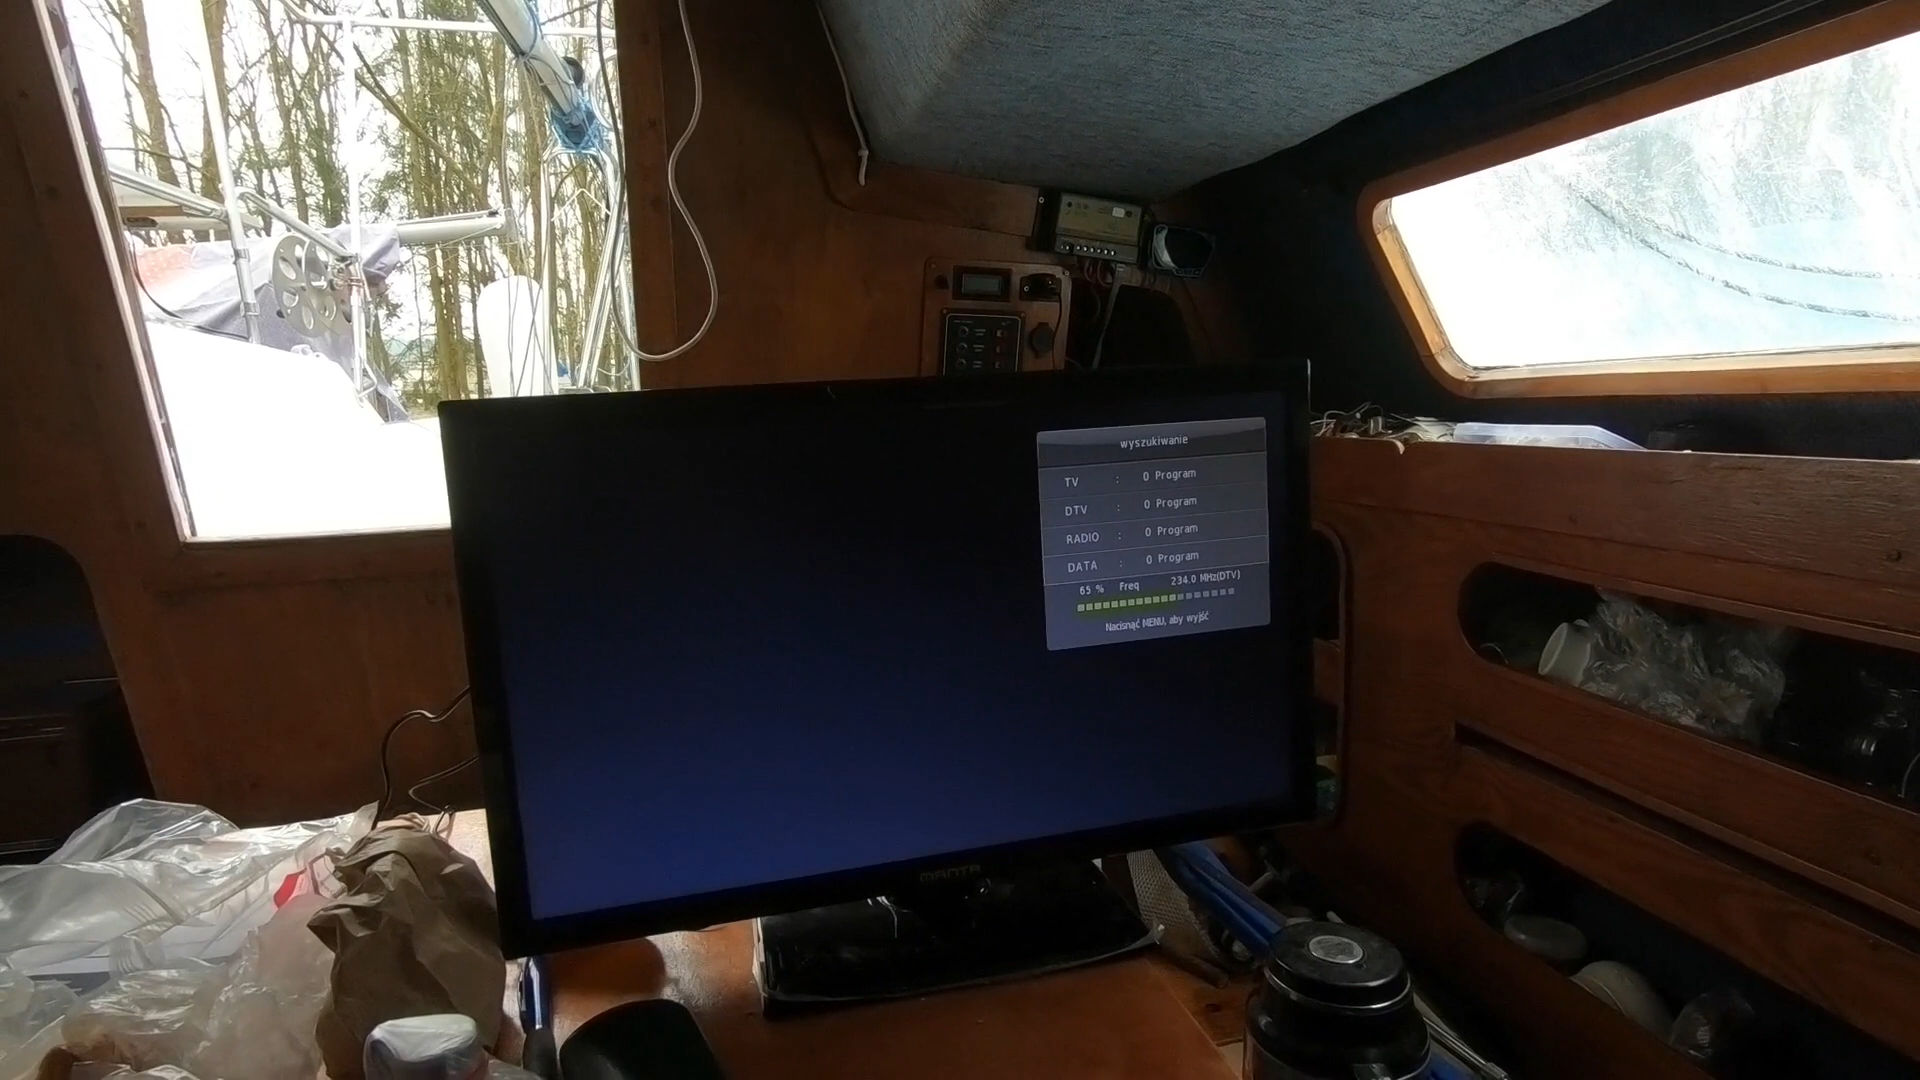 wyszukiwanie
TV : 0 Program
DTV : 0 Program
RADIO : 0 Program
DATA : 0 Program
65 % Freq 234.0 MHz(DTV)
Nacisnąć MENU, aby wyjść
MANTA